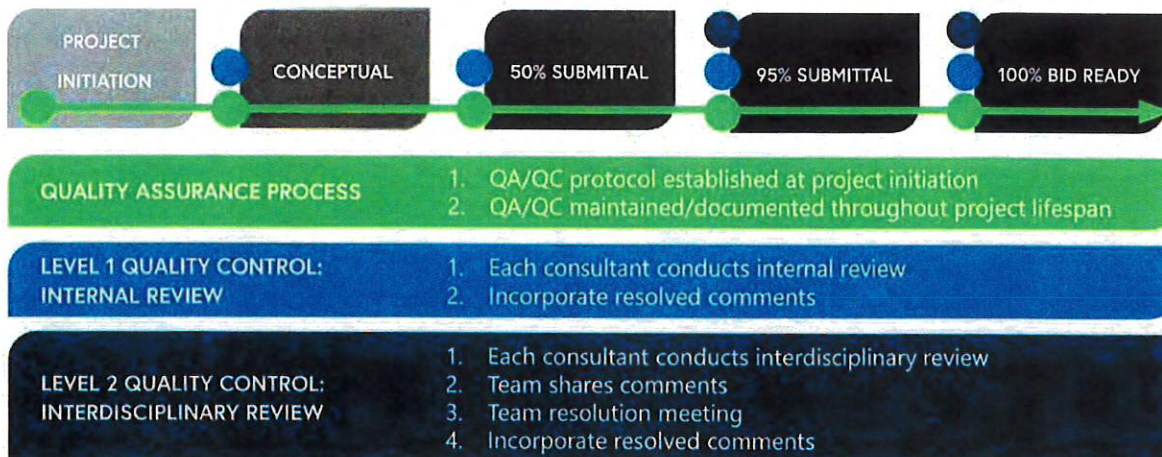 PROJECT
INITIATION
CONCEPTUAL
50% SUBMITTAL
95% SUBMITTAL
100% BID READY
QUALITY ASSURANCE PROCESS
1. QA/QC protocol established at project initiation
2. QA/QC maintained/documented throughout project lifespan
LEVEL 1 QUALITY CONTROL:
INTERNAL REVIEW
1. Each consultant conducts internal review
2. Incorporate resolved comments
LEVEL 2 QUALITY CONTROL:
INTERDISCIPLINARY REVIEW
1. Each consultant conducts interdisciplinary review
2. Team shares comments
3. Team resolution meeting
4. Incorporate resolved comments